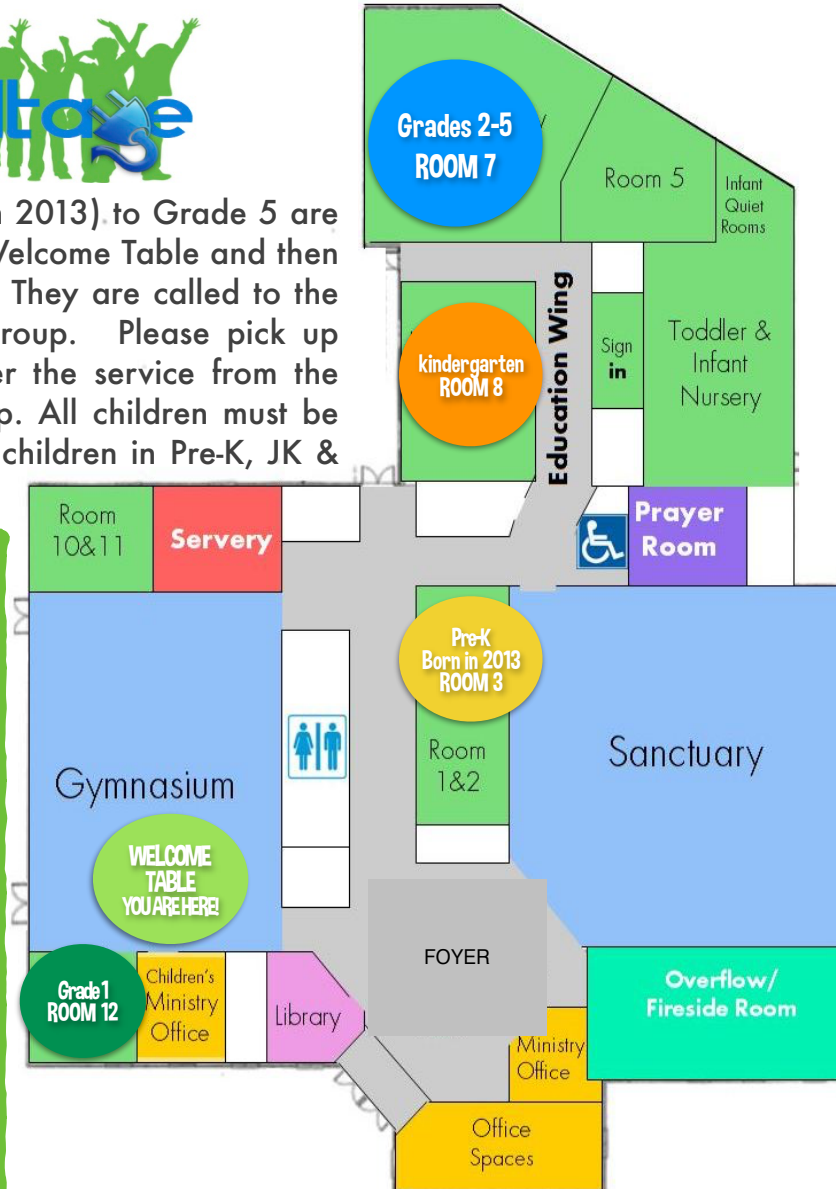 Grades 2-5
ROOM 7
Room 5
Infant
Quiet
Rooms
2013) to Grade 5 are
Welcome Table and then
They are called to the
roup. Please pick up
er the service from the
p. All children must be
children in Pre-K, JK &
Education Wing
kindergarten
ROOM 8
Sign
in
Toddler &
Infant
Nursery
Room
10&11
Servery
Prayer
Room
Pre-K
Born in 2013
ROOM 3
Room
1&2
Sanctuary
Gymnasium
WELCOME
TABLE
YOU ARE HERE!
FOYER
Grade 1
ROOM 12
Children's
Ministry
Office
Library
Overflow/
Fireside Room
Ministry
Office
Office
Spaces